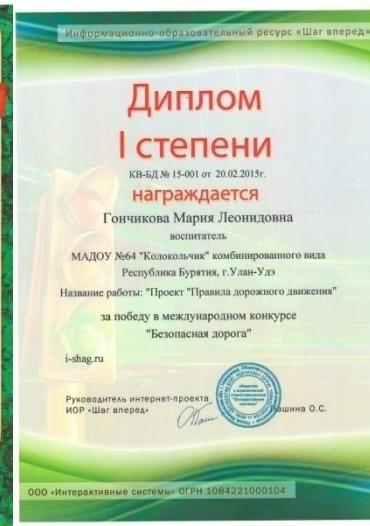 Информационно-образовательный ресурс «Шаг вперед»
Диплом
I степени
КВ-БД № 15-001 от 20.02.2015г.
награждается
Гончикова Мария Леонидовна
воспитатель
МАДОУ №64 "Колокольчик" комбинированного вида
Республика Бурятия, г.Улан-Удэ
Название работы: "Проект "Правила дорожного движения"
за победу в международном конкурсе
"Безопасная дорога"
i-shag.ru
Руководитель интернет-проекта
ИОР «Шаг вперед»
О.С.
ООО «Интерактивные системы» ОГРН 1084221000104